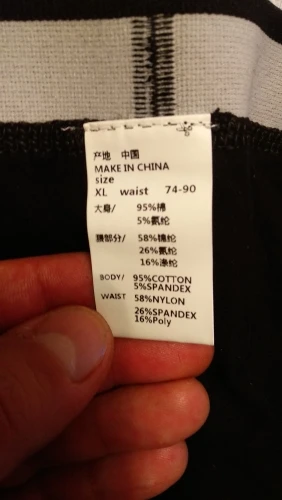 产地 中国
MAKE IN CHINA
size
XL waist 74-90
大身/ 95%棉
5%氨纶
腰部分/ 58%锦纶
26%氨纶
16%涤纶
BODY/ 95%COTTON
5%SPANDEX
WAIST 58%NYLON
26%SPANDEX
16%Poly